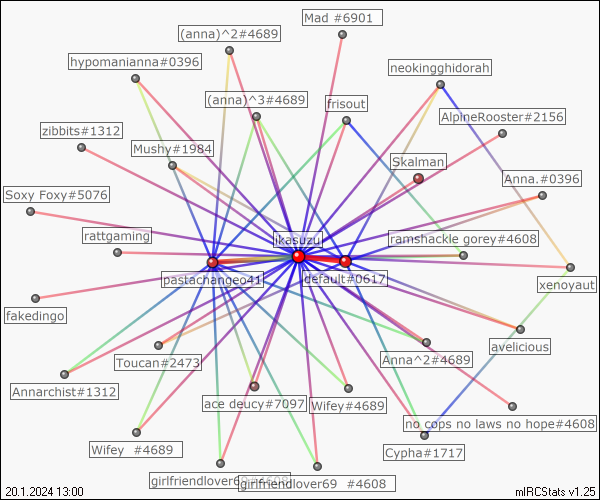 Mad #6901
(anna)^2#4689
hypomanianna#0396
neokingghidorah
(anna)^3#4689
frisout
AlpineRooster#2156
zibbits#1312
Mushy#1984
Skalman
Anna.#0396
Soxy Foxy#5076
rattgaming
ikasuzu
ramshackle gorey#4608
pastachange041
default#0617
xenoyaut
fakedingo
avelicious
Toucan#2473
Anna^2#4689
Annarchist#1312
ace deucy#7097
Wifey#4689
no cops no laws no hope#4608
Wifey #4689
Cypha#1717
girlfriendlover69
girlfriendlover69 #4608
20.1.2024 13:00
mIRCStats v1.25